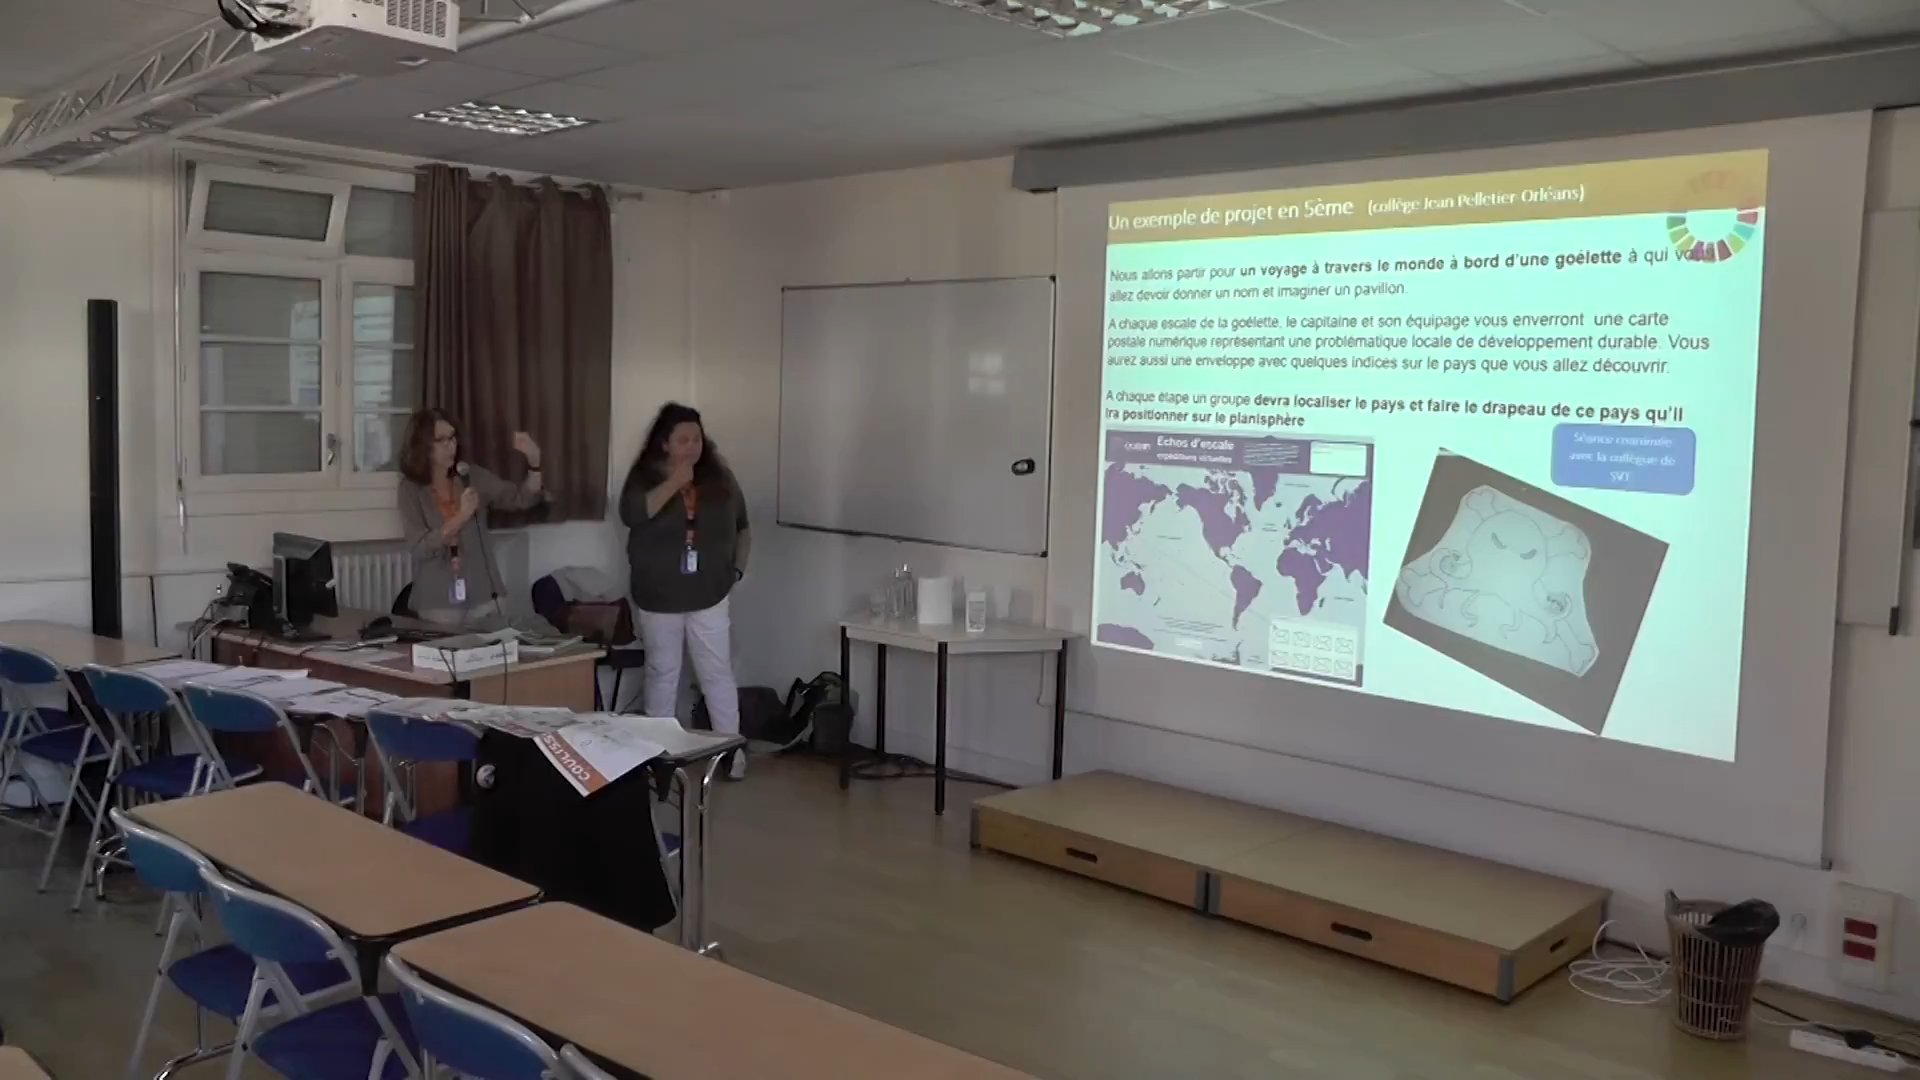 Un exemple de projet en 5ème (collège Jean Pelletier-Orléans)
Nous allons partir pour un voyage à travers le monde à bord d'une goélette à qui vous
allez devoir donner un nom et imaginer un pavillon.
A chaque escale de la goélette, le capitaine et son équipage vous enverront une carte
postale numérique représentant une problématique locale de développement durable. Vous
aurez aussi une enveloppe avec quelques indices sur le pays que vous allez découvrir.
A chaque étape un groupe devra localiser le pays et faire le drapeau de ce pays qu'il
ira positionner sur le planisphère
Séance coanimée
avec la collègue de
SVT
Echos d'escale
expéditions virtuelles
COULISS